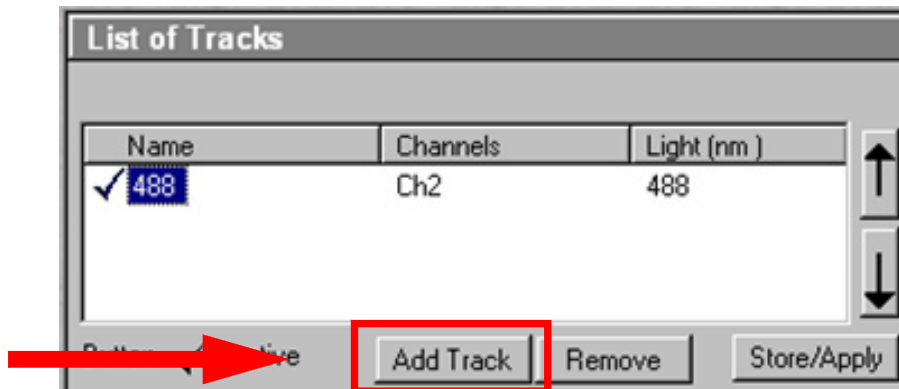 List of Tracks
Name Channels Light (nm )
488 Ch2 488
Add Track Remove Store/Apply